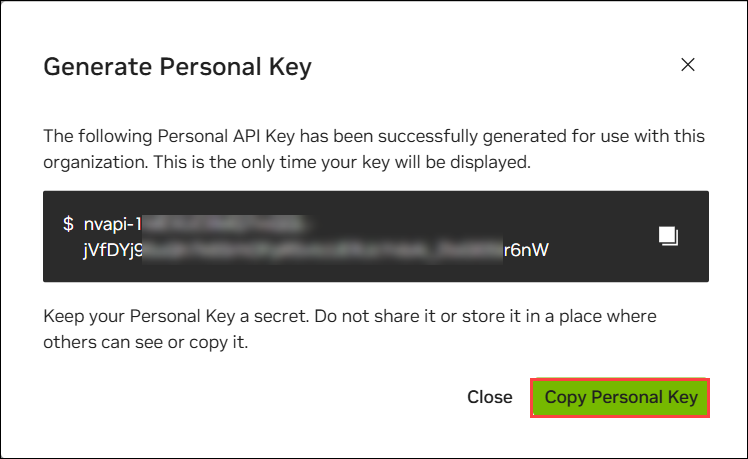 Generate Personal Key
The following Personal API Key has been successfully generated for use with this
organization. This is the only time your key will be displayed.
$ nvapi-1
jVfDYj9 r6nW
Keep your Personal Key a secret. Do not share it or store it in a place where
others can see or copy it.
Close Copy Personal Key